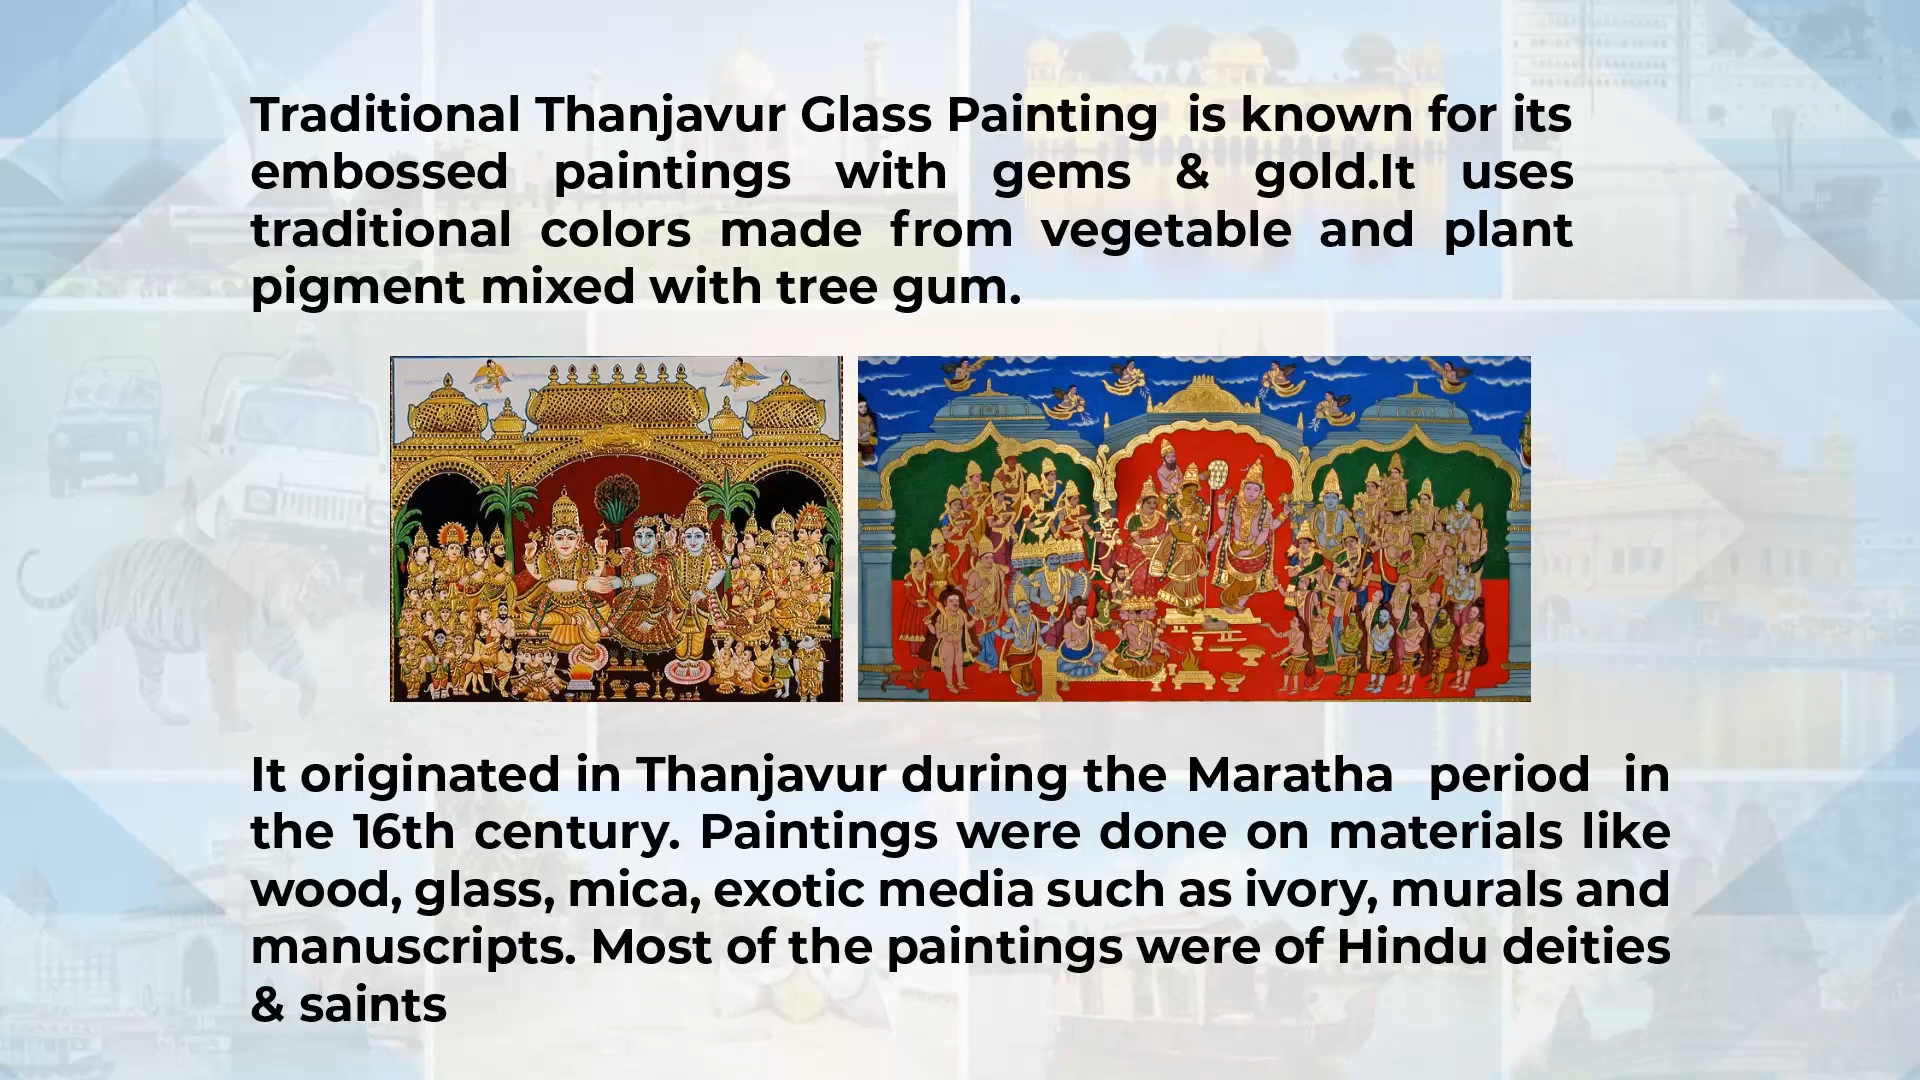 Traditional Thanjavur Glass Painting is known for its
embossed paintings with gems & gold.It uses
traditional colors made from vegetable and plant
pigment mixed with tree gum.
It originated in Thanjavur during the Maratha period in
the 16th century. Paintings were done on materials like
wood, glass, mica, exotic media such as ivory, murals and
manuscripts. Most of the paintings were of Hindu deities
& saints